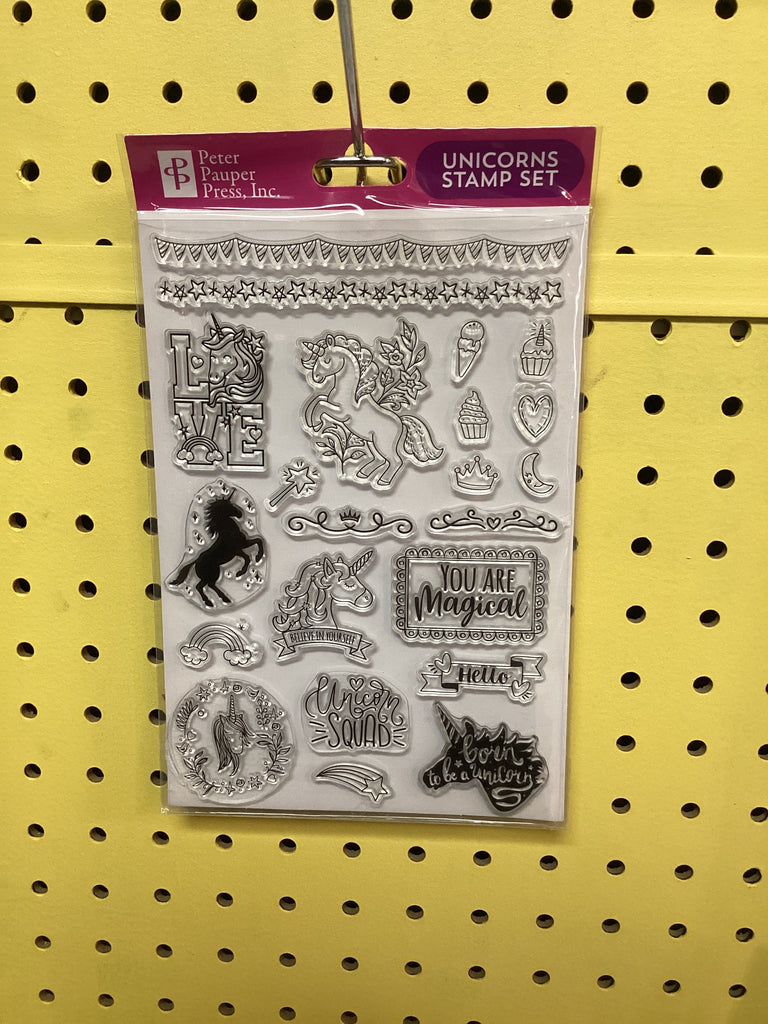 Peter
Pauper
Press, Inc.
UNICORNS
STAMP SET
LOVE
YOU ARE
Magical
BELIEVE IN YOURSELF
Hello
Unicorn
SQUAD
born
to be a unicorn